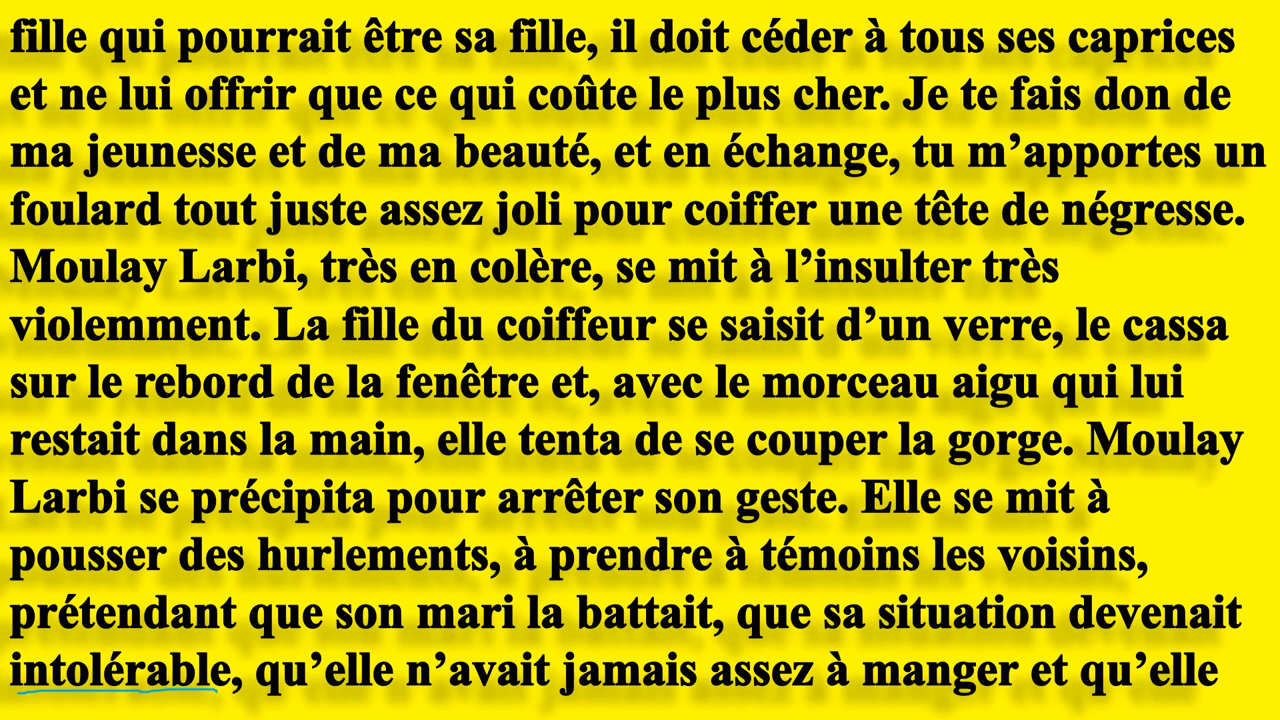 fille qui pourrait être sa fille, il doit céder à tous ses caprices
et ne lui offrir que ce qui coûte le plus cher. Je te fais don de
ma jeunesse et de ma beauté, et en échange, tu m’apportes un
foulard tout juste assez joli pour coiffer une tête de négresse.
Moulay Larbi, très en colère, se mit à l’insulter très
violemment. La fille du coiffeur se saisit d’un verre, le cassa
sur le rebord de la fenêtre et, avec le morceau aigu qui lui
restait dans la main, elle tenta de se couper la gorge. Moulay
Larbi se précipita pour arrêter son geste. Elle se mit à
pousser des hurlements, à prendre à témoins les voisins,
prétendant que son mari la battait, que sa situation devenait
intolérable, qu’elle n’avait jamais assez à manger et qu’elle